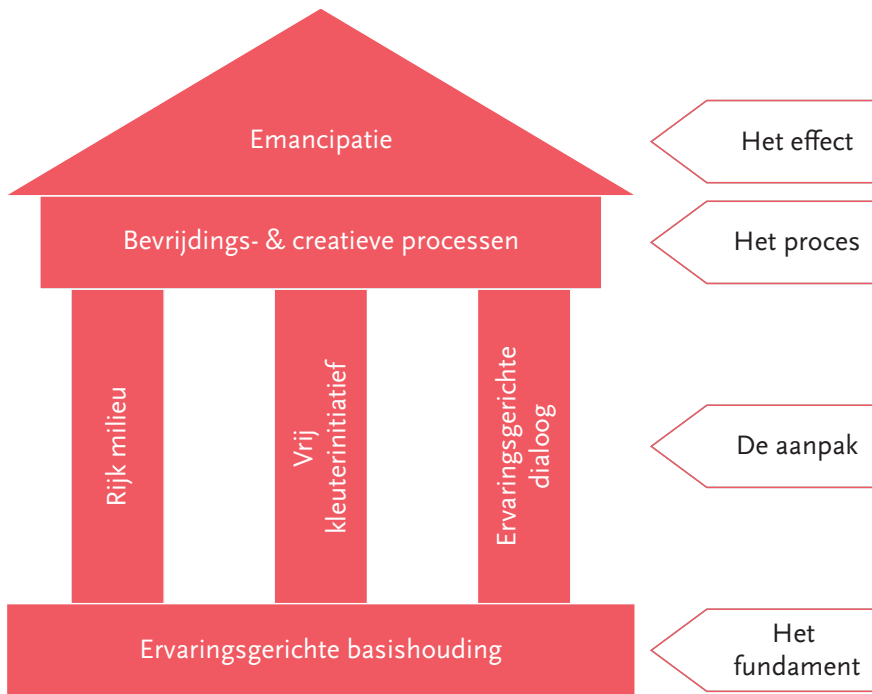 Emancipatie
Het effect
Bevrijdings- & creatieve processen
Het proces
Rijk milieu
Vrij
kleuterinitiatief
Ervaringsgerichte
dialoog
De aanpak
Ervaringsgerichte basishouding
Het
fundament